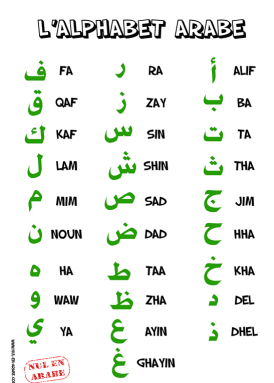 L'ALPHABET ARABE
ف FA ر RA أ ALIF
ق QAF ز ZAY ب BA
ك KAF س SIN ت TA
ل LAM ش SHIN ث THA
م MIM ص SAD ج JIM
ن NOUN ض DAD ح HHA
ه HA ط TAA خ KHA
و WAW ظ ZHA د DEL
ي YA ع AYIN ذ DHEL
غ GHAYIN
NUL EN
ARABE